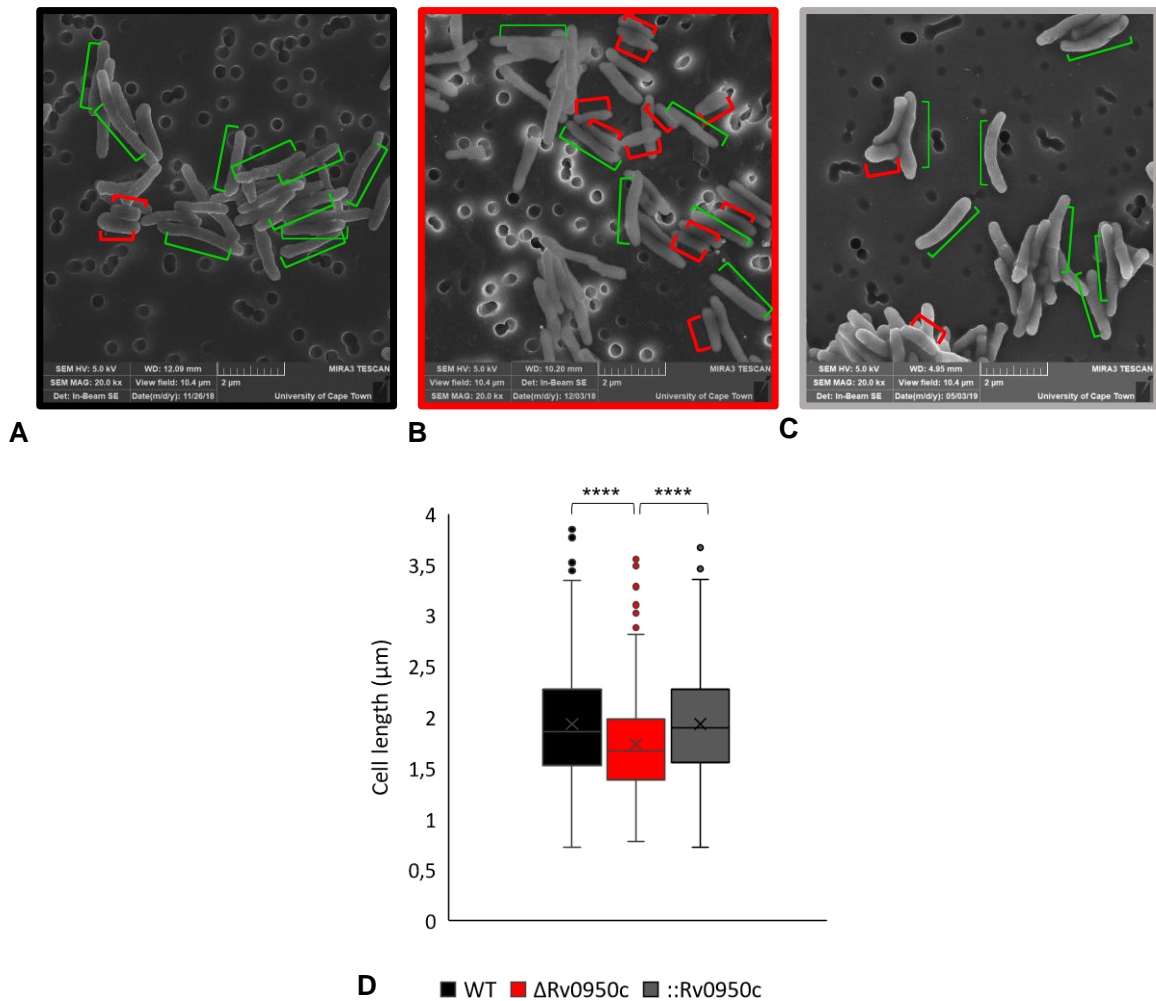 SEM HV: 5.0 kV WD: 12.09 mm MIRA3 TESCAN
SEM MAG: 20.0 kx View field: 10.4 µm 2 µm
Det: In-Beam SE Date(m/d/y): 11/26/18 University of Cape Town
A
SEM HV: 5.0 kV WD: 10.20 mm MIRA3 TESCAN
View field: 10.4 µm Det: In-Beam SE 2 µm
SEM MAG: 20.0 kx Date(m/d/y): 12/03/18 University of Cape Town
B
SEM HV: 5.0 kV WD: 4.95 mm MIRA3 TESCAN
SEM MAG: 20.0 kx View field: 10.4 µm 2 µm
Det: In-Beam SE Date(m/d/y): 05/03/19 University of Cape Town
C
**** ****
Cell length (µm)
4
3,5
3
2,5
2
1,5
1
0,5
0
D WT ΔRv0950c ::Rv0950c